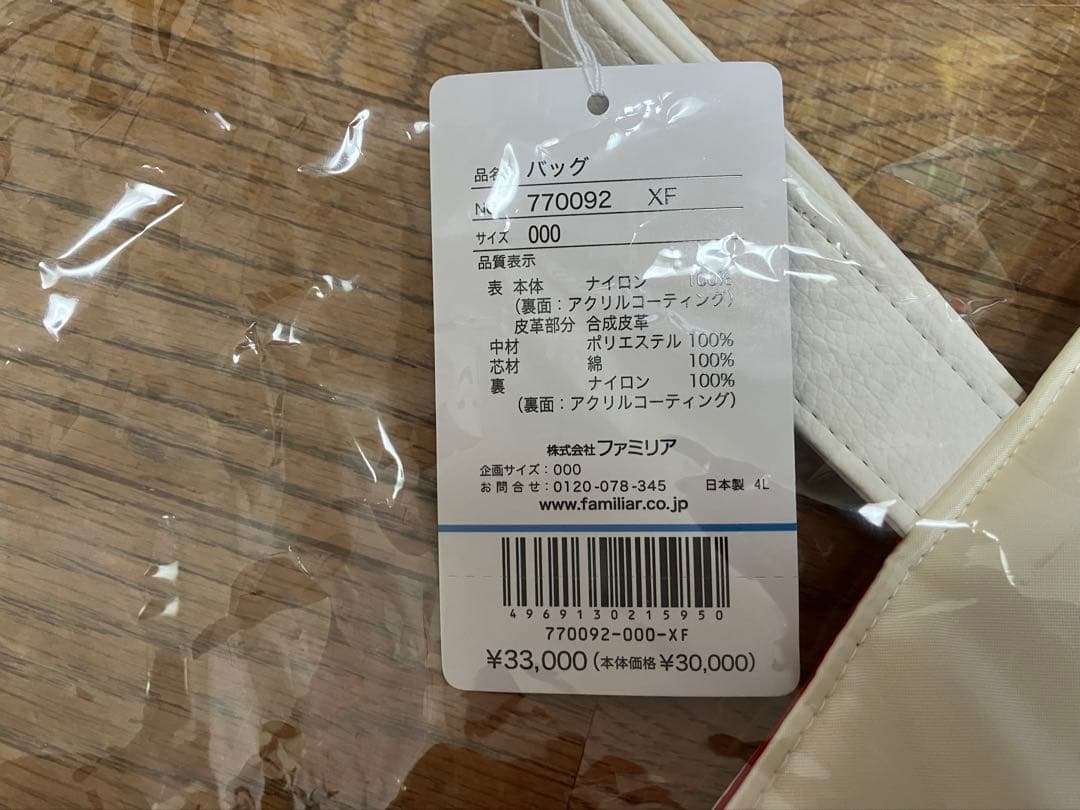 品名 バッグ
No. 770092 XF
サイズ 000
品質表示
表 本体 ナイロン 100%
(裏面:アクリルコーティング)
皮革部分 合成皮革
中材 ポリエステル 100%
芯材 綿 100%
裏 ナイロン 100%
(裏面:アクリルコーティング)
株式会社ファミリア
企画サイズ:000
お問合せ:0120-078-345 日本製 4L
www.familiar.co.jp
4969130215950
770092-000-XF
¥33,000(本体価格¥30,000)